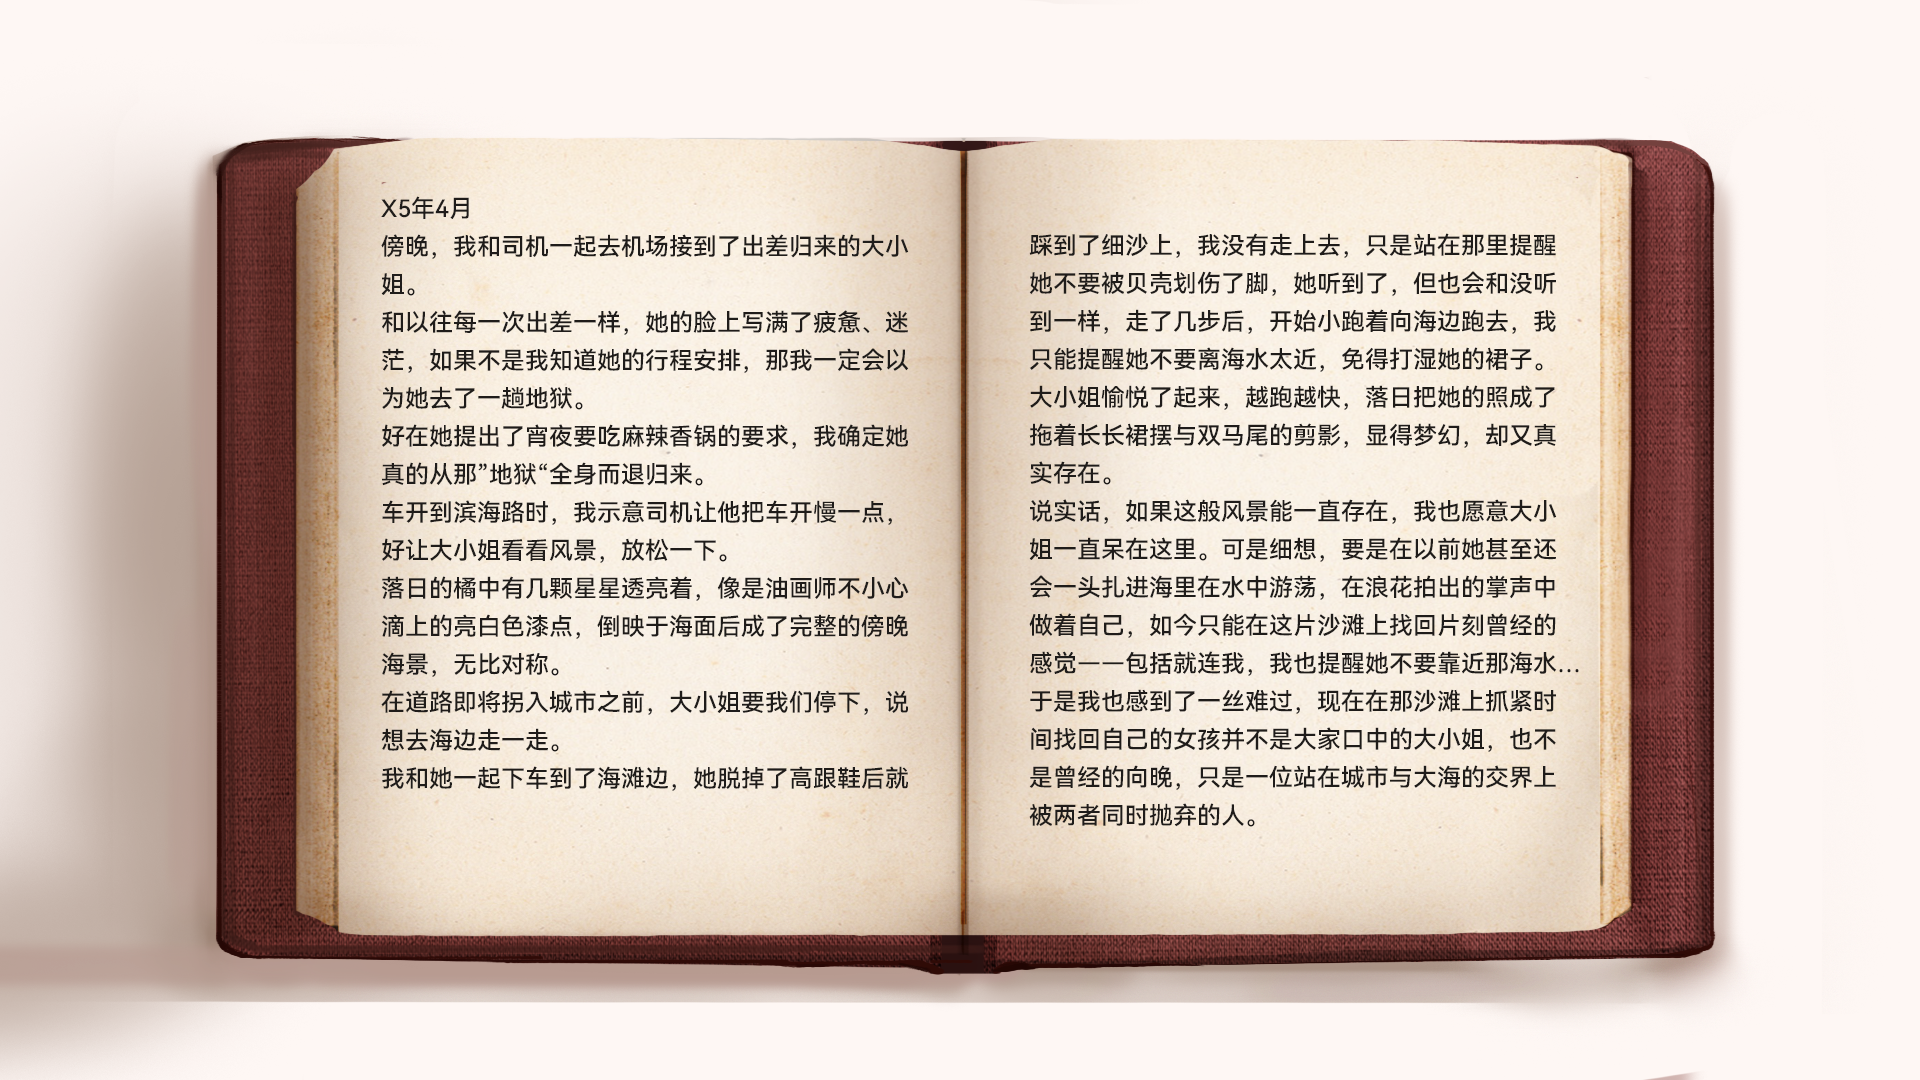 X5年4月
傍晚，我和司机一起去机场接到了出差归来的大小
姐。
和以往每一次出差一样，她的脸上写满了疲惫、迷
茫，如果不是我知道她的行程安排，那我一定会以
为她去了一趟地狱。
好在她提出了宵夜要吃麻辣香锅的要求，我确定她
真的从那”地狱“全身而退归来。
车开到滨海路时，我示意司机让他把车开慢一点，
好让大小姐看看风景，放松一下。
落日的橘中有几颗星星透亮着，像是油画师不小心
滴上的亮白色漆点，倒映于海面后成了完整的傍晚
海景，无比对称。
在道路即将拐入城市之前，大小姐要我们停下，说
想去海边走一走。
我和她一起下车到了海滩边，她脱掉了高跟鞋后就
踩到了细沙上，我没有走上去，只是站在那里提醒
她不要被贝壳划伤了脚，她听到了，但也会和没听
到一样，走了几步后，开始小跑着向海边跑去，我
只能提醒她不要离海水太近，免得打湿她的裙子。
大小姐愉悦了起来，越跑越快，落日把她的照成了
拖着长长裙摆与双马尾的剪影，显得梦幻，却又真
实存在。
说实话，如果这般风景能一直存在，我也愿意大小
姐一直呆在这里。可是细想，要是在以前她甚至还
会一头扎进海里在水中游荡，在浪花拍出的掌声中
做着自己，如今只能在这片沙滩上找回片刻曾经的
感觉——包括就连我，我也提醒她不要靠近那海水…
于是我也感到了一丝难过，现在在那沙滩上抓紧时
间找回自己的女孩并不是大家口中的大小姐，也不
是曾经的向晚，只是一位站在城市与大海的交界上
被两者同时抛弃的人。